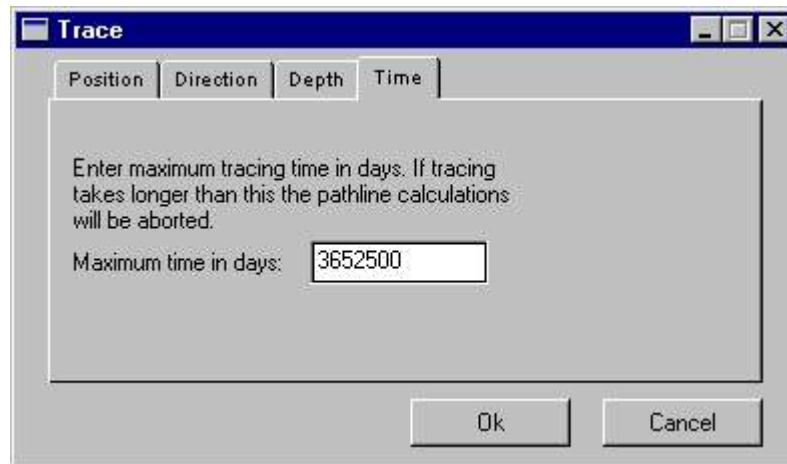 Trace
Position Direction Depth Time
Enter maximum tracing time in days. If tracing
takes longer than this the pathline calculations
will be aborted.
Maximum time in days: 3652500
Ok Cancel